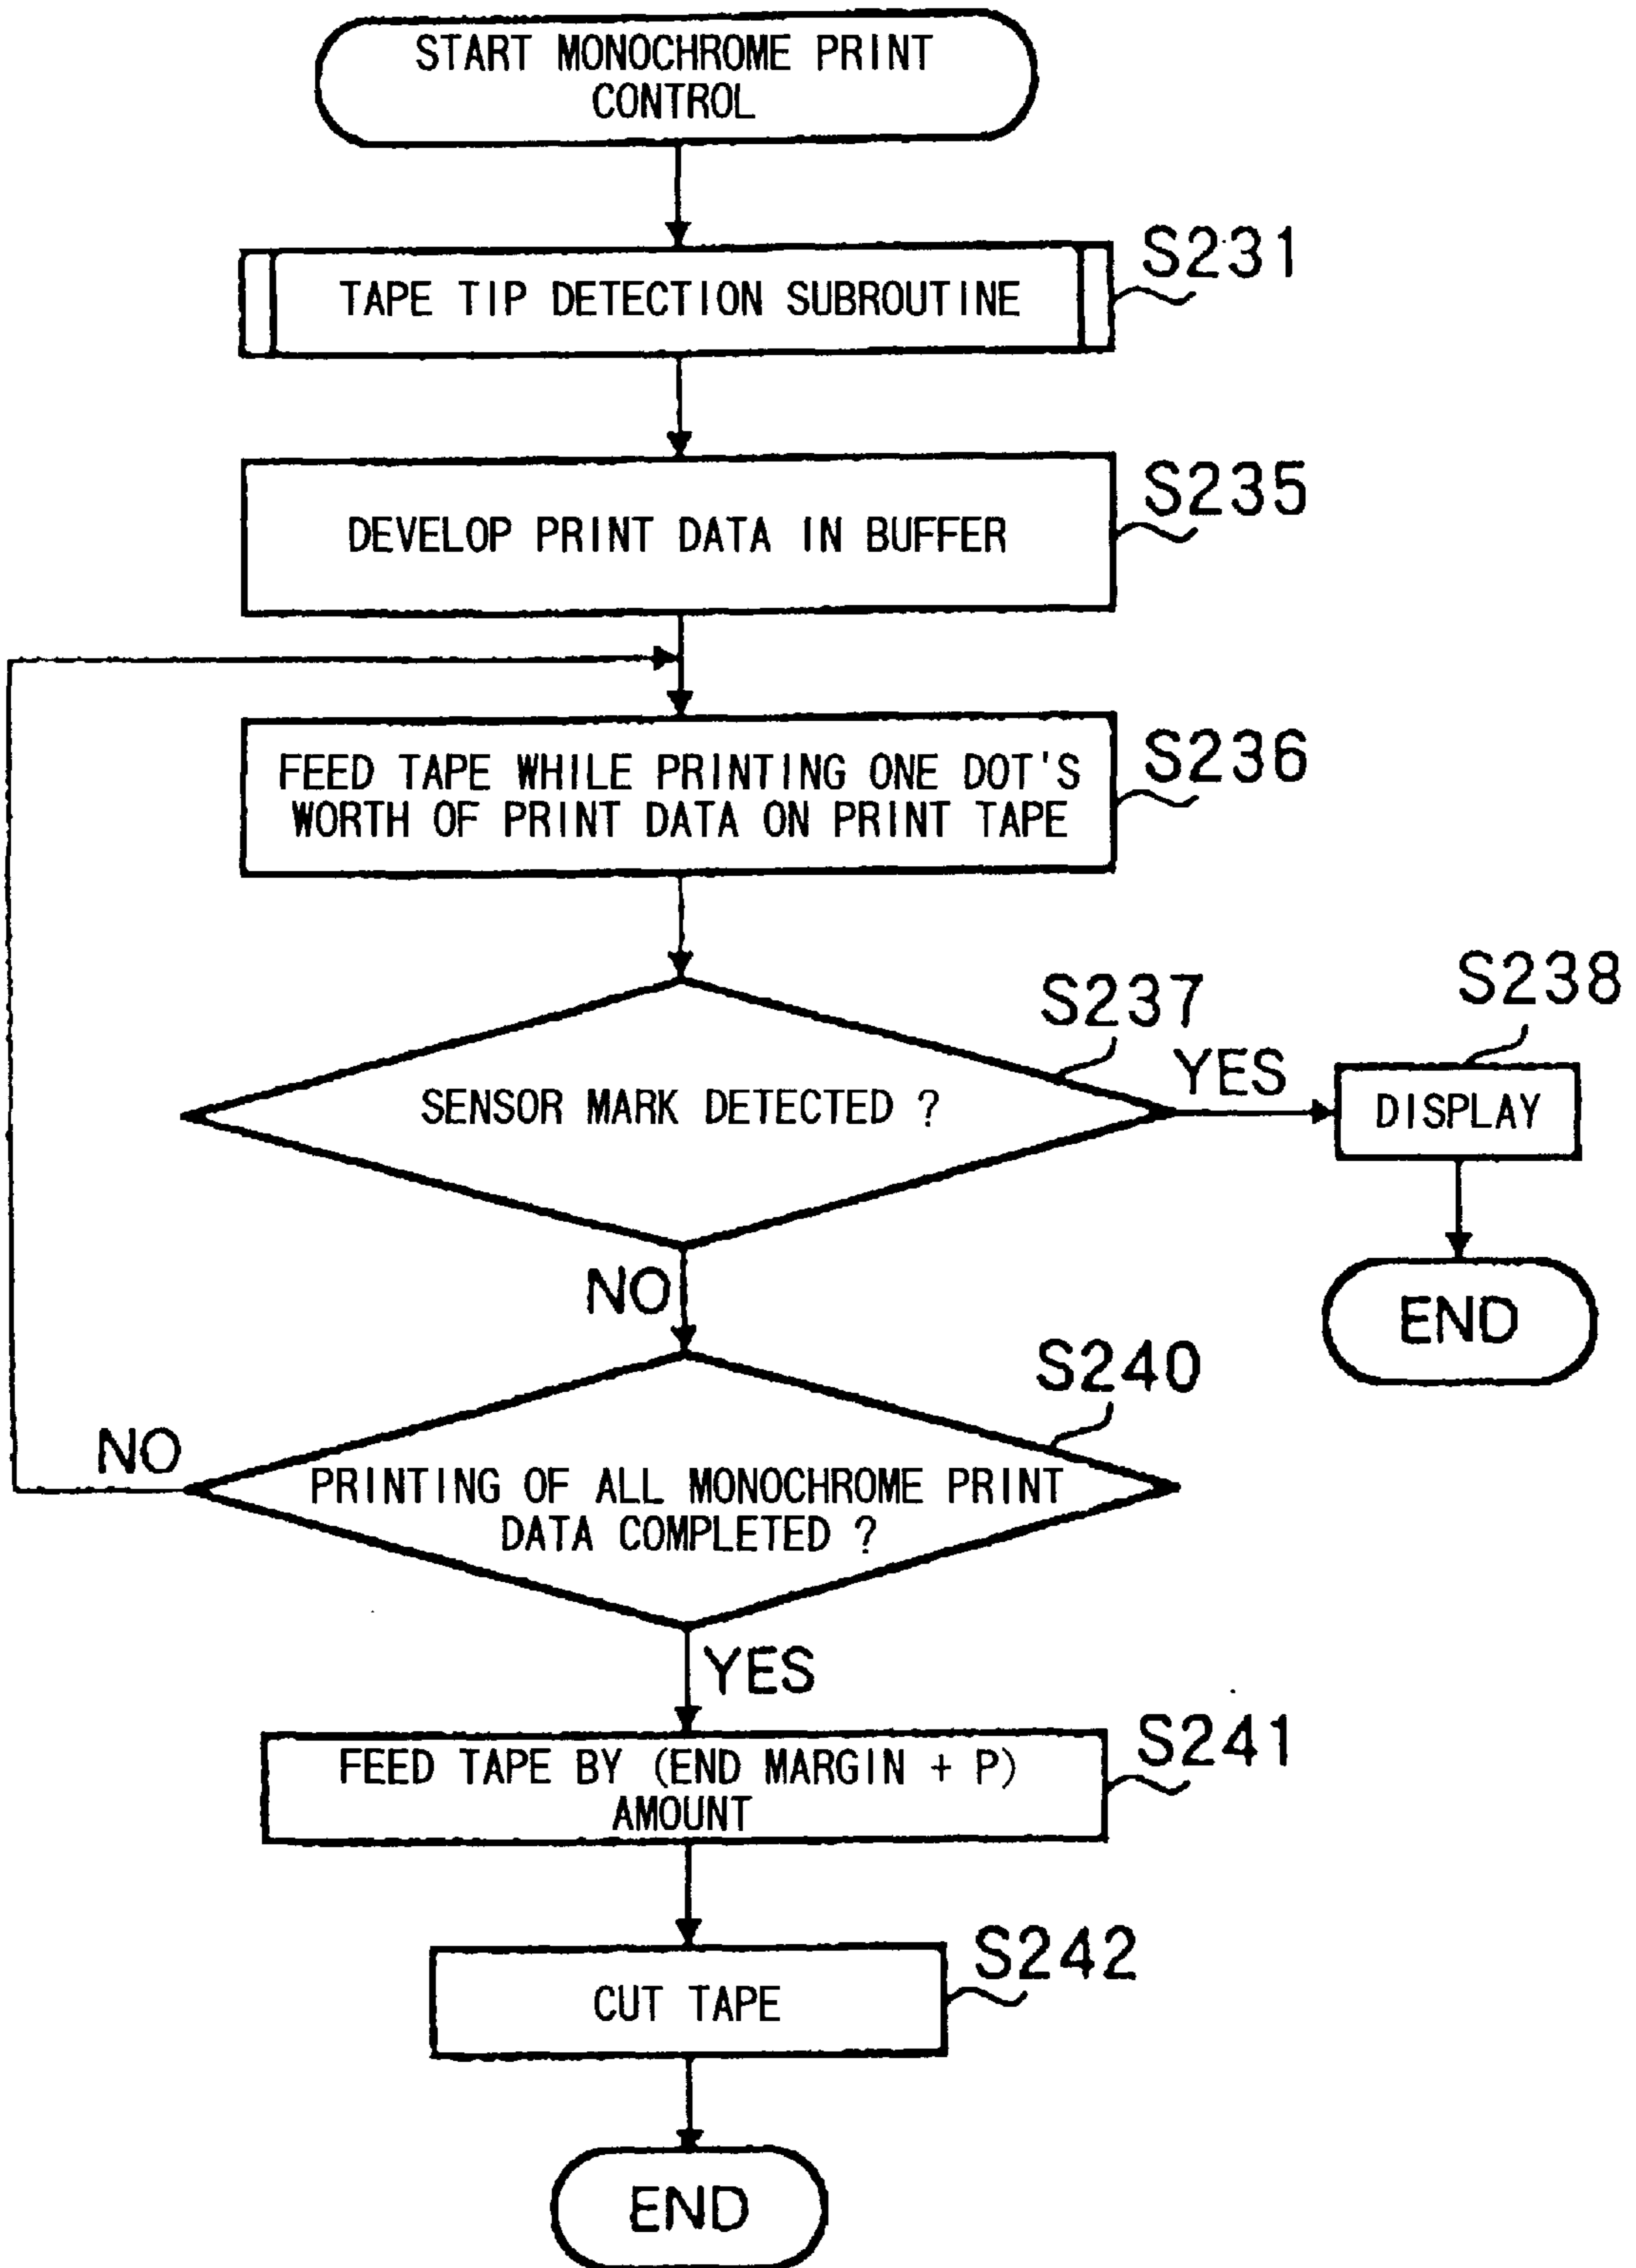 START MONOCHROME PRINT
CONTROL
S231
TAPE TIP DETECTION SUBROUTINE
S235
DEVELOP PRINT DATA IN BUFFER
S236
FEED TAPE WHILE PRINTING ONE DOT'S
WORTH OF PRINT DATA ON PRINT TAPE
S237
S238
YES
SENSOR MARK DETECTED ?
DISPLAY
NO
END
S240
NO
PRINTING OF ALL MONOCHROME PRINT
DATA COMPLETED ?
YES
S241
FEED TAPE BY (END MARGIN + P)
AMOUNT
S242
CUT TAPE
END